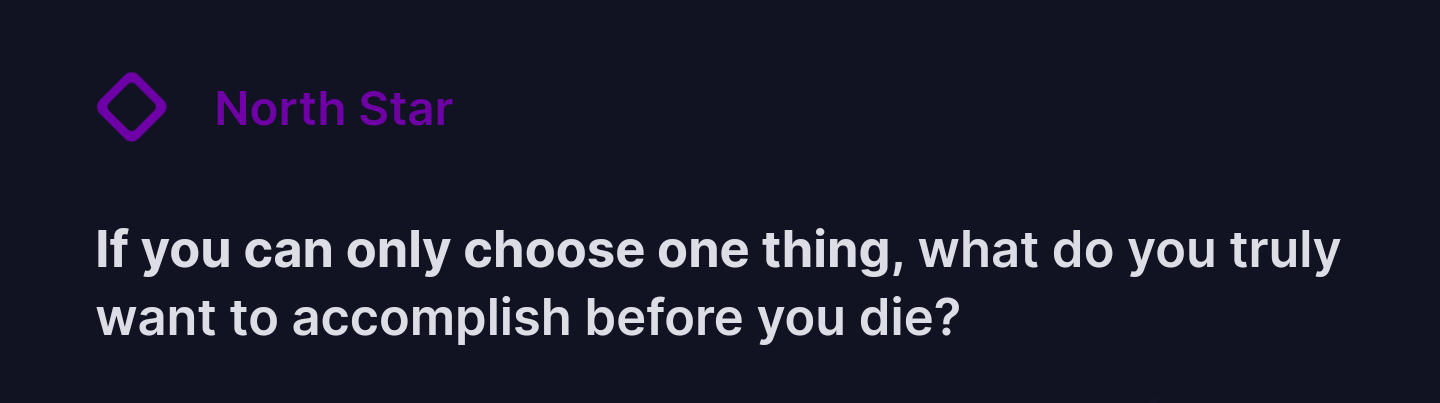 North Star
If you can only choose one thing, what do you truly
want to accomplish before you die?